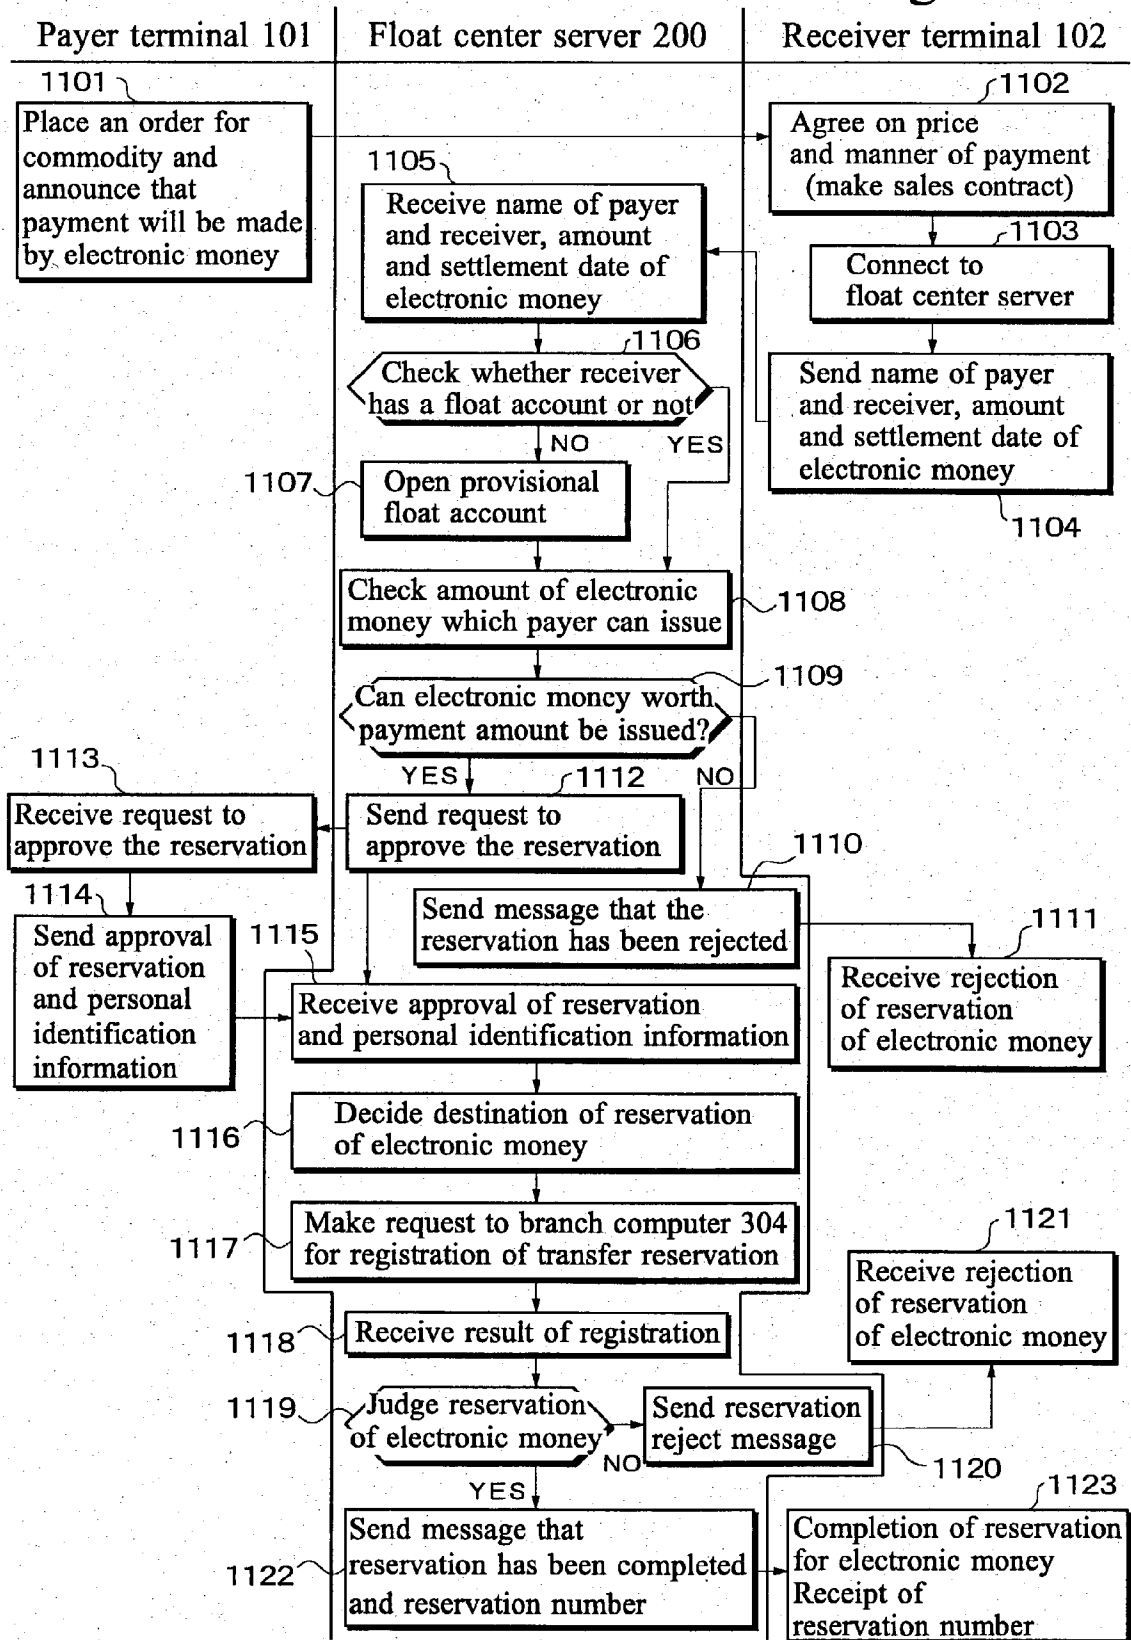 Payer terminal 101
Float center server 200
Receiver terminal 102
1101
Place an order for
commodity and
announce that
payment will be made
by electronic money
1102
Agree on price
and manner of payment
(make sales contract)
1103
Connect to
float center server
Send name of payer
and receiver, amount
and settlement date of
electronic money
1104
1105
Receive name of payer
and receiver, amount
and settlement date of
electronic money
1106
Check whether receiver
has a float account or not
NO
YES
1107
Open provisional
float account
Check amount of electronic
money which payer can issue
1108
1109
Can electronic money worth
payment amount be issued?
YES
NO
1112
Send request to
approve the reservation
1113
Receive request to
approve the reservation
1110
Send message that the
reservation has been rejected
1111
Receive rejection
of reservation
of electronic money
1114
Send approval
of reservation
and personal
identification
information
1115
Receive approval of reservation
and personal identification information
1116
Decide destination of reservation
of electronic money
1117
Make request to branch computer 304
for registration of transfer reservation
1118
Receive result of registration
1119
Judge reservation
of electronic money
NO
YES
Send reservation
reject message
1120
1121
Receive rejection
of reservation
of electronic money
1122
Send message that
reservation has been completed
and reservation number
1123
Completion of reservation
for electronic money
Receipt of
reservation number